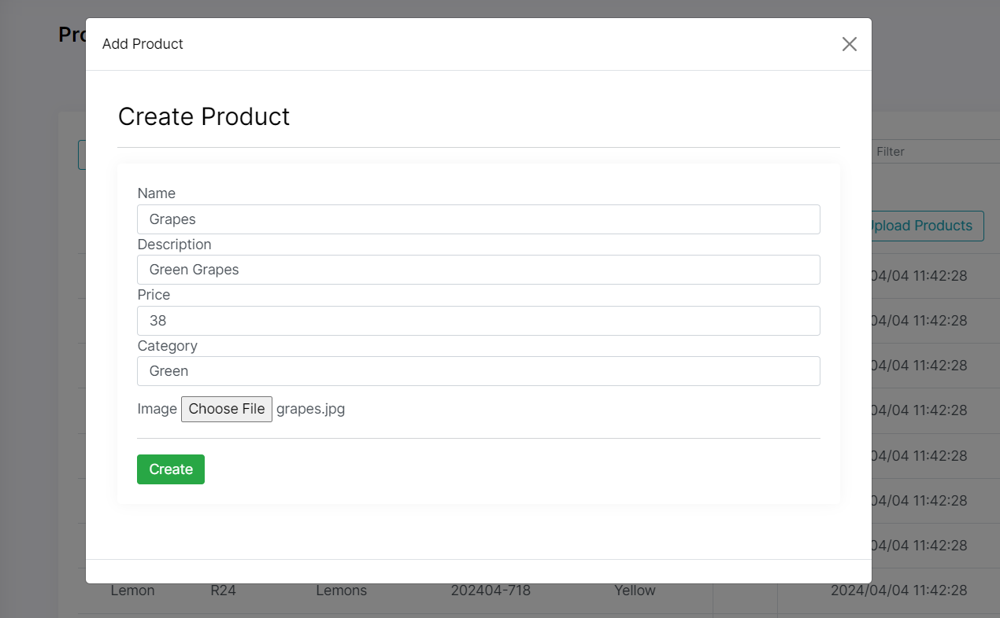 Add Product
Create Product
Name
Grapes
Filter
Description
Upload Products
Green Grapes
04/04 11:42:28
Price
38
04/04 11:42:28
Category
04/04 11:42:28
Green
Image Choose File grapes.jpg
04/04 11:42:28
04/04 11:42:28
Create
04/04 11:42:28
04/04 11:42:28
Lemon R24 Lemons 202404-718 Yellow 2024/04/04 11:42:28